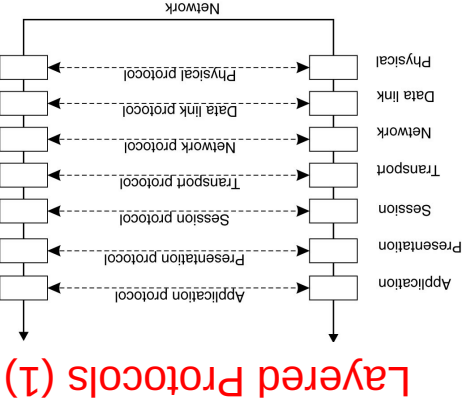 Layered Protocols (1)
Application protocol
Application
Presentation protocol
Presentation
Session protocol
Session
Transport protocol
Transport
Network protocol
Network
Data link protocol
Data link
Physical protocol
Physical
Network